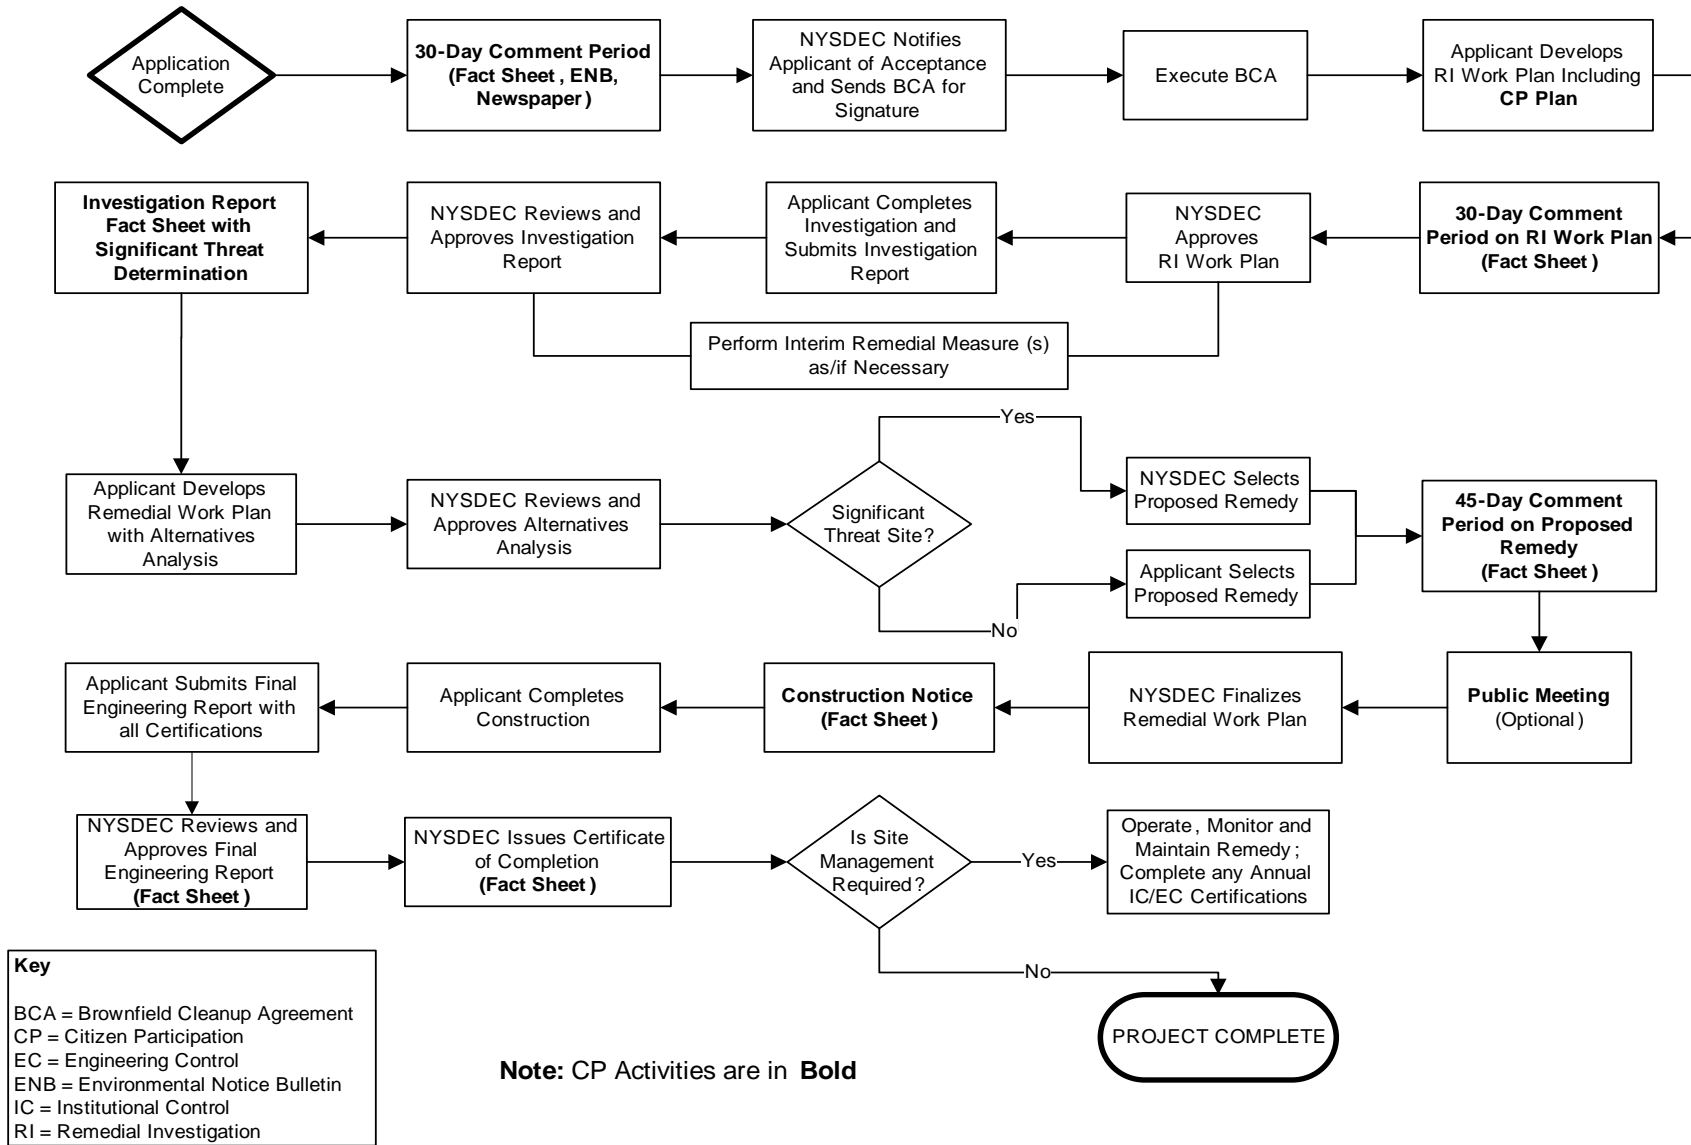 Application
Complete
30-Day Comment Period
(Fact Sheet, ENB,
Newspaper)
NYSDEC Notifies
Applicant of Acceptance
and Sends BCA for
Signature
Execute BCA
Applicant Develops
RI Work Plan Including
CP Plan
Investigation Report
Fact Sheet with
Significant Threat
Determination
NYSDEC Reviews and
Approves Investigation
Report
Applicant Completes
Investigation and
Submits Investigation
Report
NYSDEC
Approves
RI Work Plan
30-Day Comment
Period on RI Work Plan
(Fact Sheet)
Perform Interim Remedial Measure (s)
as/if Necessary
Applicant Develops
Remedial Work Plan
with Alternatives
Analysis
NYSDEC Reviews and
Approves Alternatives
Analysis
Significant
Threat Site?
Yes
No
NYSDEC Selects
Proposed Remedy
Applicant Selects
Proposed Remedy
45-Day Comment
Period on Proposed
Remedy
(Fact Sheet)
Applicant Submits Final
Engineering Report with
all Certifications
Applicant Completes
Construction
Construction Notice
(Fact Sheet)
NYSDEC Finalizes
Remedial Work Plan
Public Meeting
(Optional)
NYSDEC Reviews and
Approves Final
Engineering Report
(Fact Sheet)
NYSDEC Issues Certificate
of Completion
(Fact Sheet)
Is Site
Management
Required?
Yes
Operate, Monitor and
Maintain Remedy;
Complete any Annual
IC/EC Certifications
No
PROJECT COMPLETE
Key
BCA = Brownfield Cleanup Agreement
CP = Citizen Participation
EC = Engineering Control
ENB = Environmental Notice Bulletin
IC = Institutional Control
RI = Remedial Investigation
Note: CP Activities are in Bold